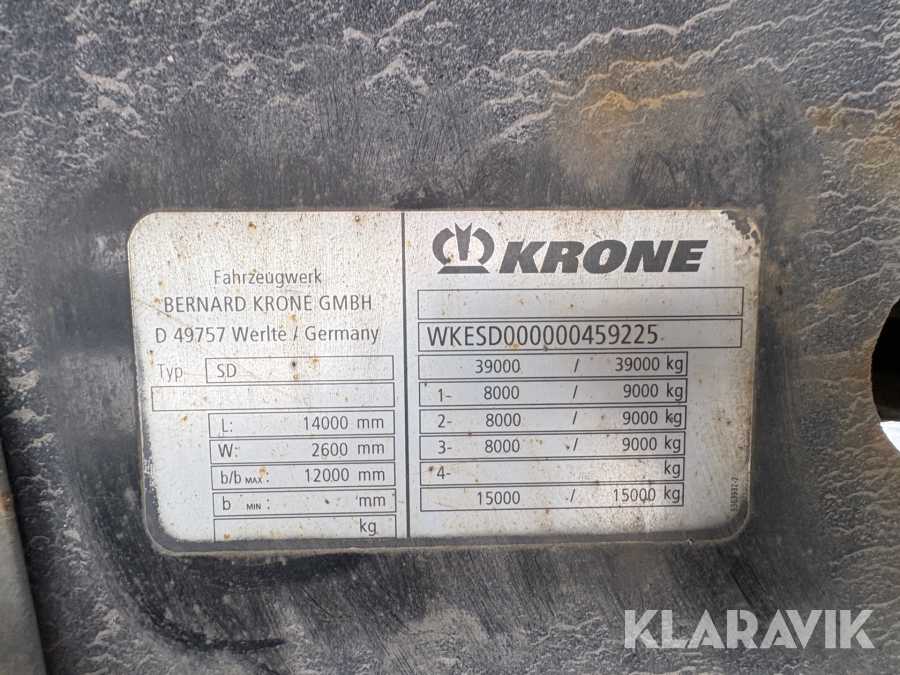 Fahrzeugwerk
BERNARD KRONE GMBH
D 49757 Werlte / Germany
Typ SD
L: 14000 mm
W: 2600 mm
b/b MAX : 12000 mm
b MIN : mm
kg
KRONE
WKESD000000459225
39000 / 39000 kg
1- 8000 / 9000 kg
2- 8000 / 9000 kg
3- 8000 / 9000 kg
4- kg
15000 / 15000 kg
5363932-2
KLARAVIK